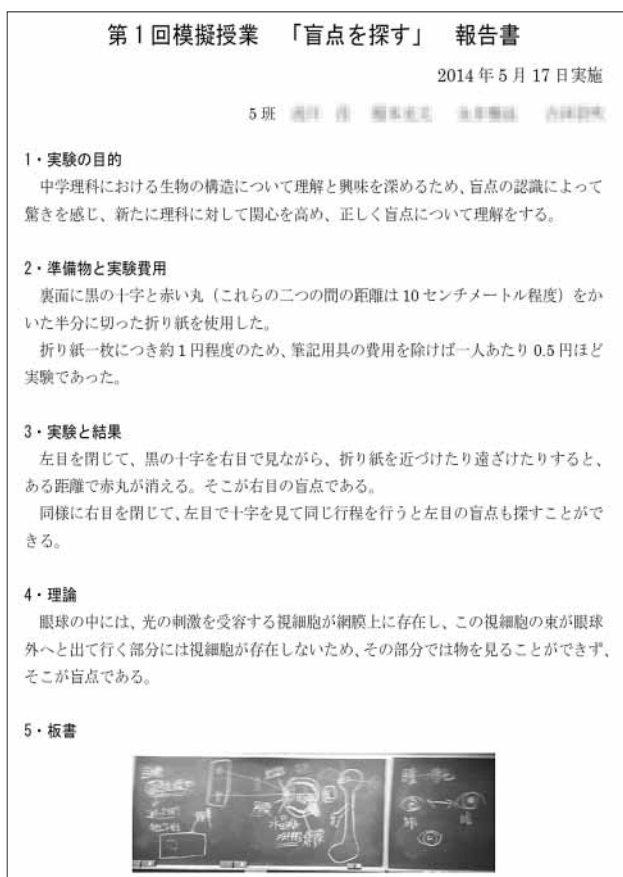 第1回模擬授業 「盲点を探す」 報告書
2014年5月17日実施
5班
1・実験の目的
中学理科における生物の構造について理解と興味を深めるため、盲点の認識によって
驚きを感じ、新たに理科に対して関心を高め、正しく盲点について理解をする。
2・準備物と実験費用
裏面に黒の十字と赤い丸（これらの二つの間の距離は10センチメートル程度）をか
いた半分に切った折り紙を使用した。
折り紙一枚につき約1円程度のため、筆記用具の費用を除けば一人あたり0.5円ほど
実験であった。
3・実験と結果
左目を閉じて、黒の十字を右目で見ながら、折り紙を近づけたり遠ざけたりすると、
ある距離で赤丸が消える。そこが右目の盲点である。
同様に右目を閉じて、左目で十字を見て同じ行程を行うと左目の盲点も探すことがで
きる。
4・理論
眼球の中には、光の刺激を受容する視細胞が網膜上に存在し、この視細胞の束が眼球
外へと出て行く部分には視細胞が存在しないため、その部分では物を見ることができず、
そこが盲点である。
5・板書